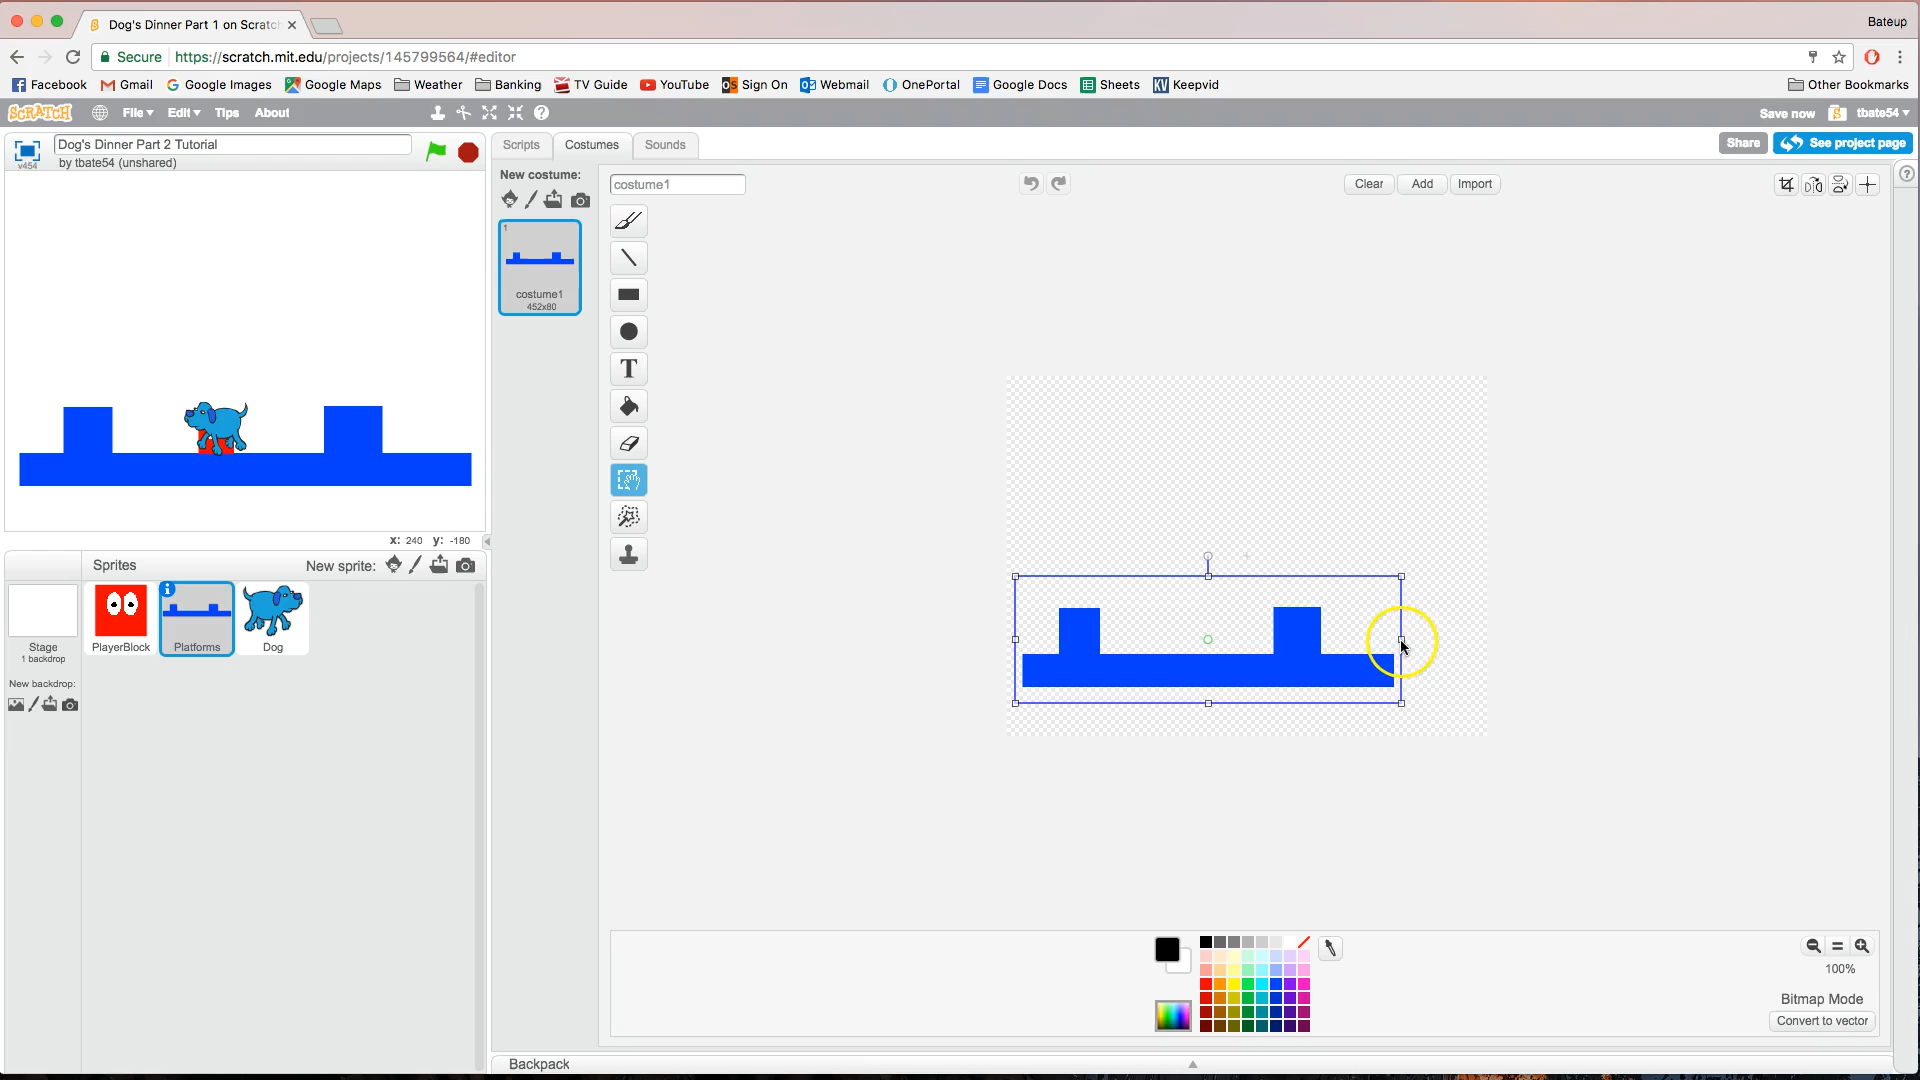 Dog's Dinner Part 1 on Scratch
Bateup
Secure https://scratch.mit.edu/projects/145799564/#editor
Facebook Gmail Google Images Google Maps Weather Banking TV Guide YouTube Sign On Webmail OnePortal Google Docs Sheets Keepvid Other Bookmarks
SCRATCH File Edit Tips About Save now tbate54
Dog's Dinner Part 2 Tutorial
by tbate54 (unshared)
v454
Scripts Costumes Sounds
Share See project page
New costume:
costume1
Clear Add Import
1
costume1
452x80
T
x: 240 y: -180
Sprites New sprite:
Stage
1 backdrop
New backdrop:
PlayerBlock Platforms Dog
100%
Bitmap Mode
Convert to vector
Backpack